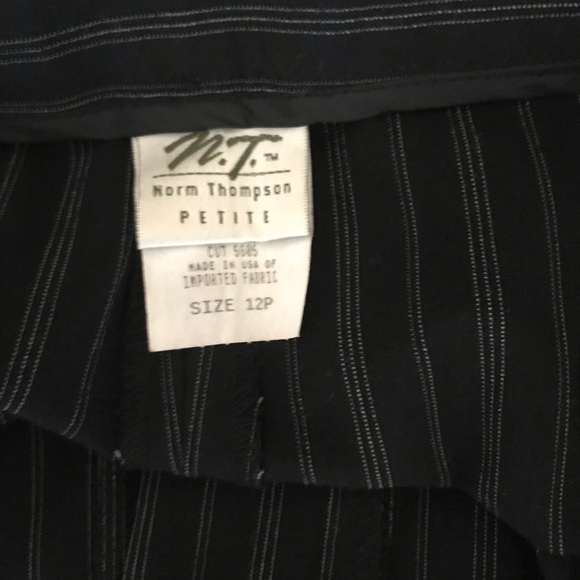 N.T.™
Norm Thompson
PETITE
CUT 5685
MADE IN USA OF
IMPORTED FABRIC
SIZE 12P